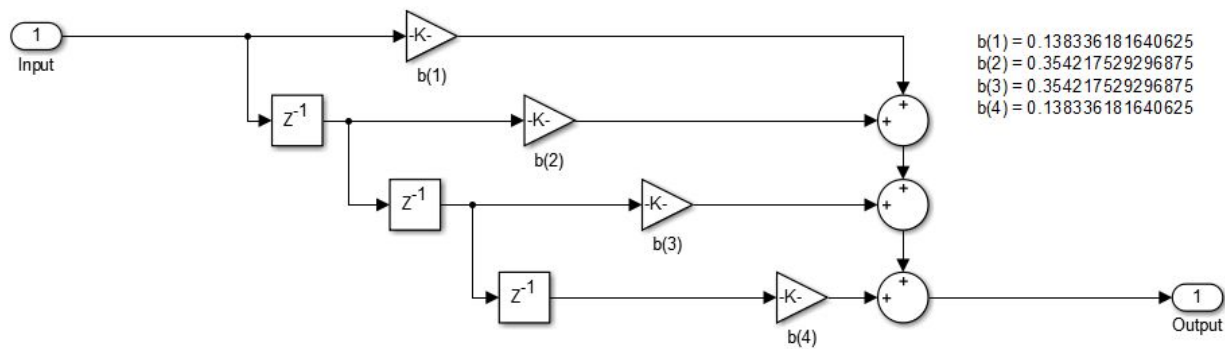 1
Input
-K-
b(1)
b(1) = 0.138336181640625
b(2) = 0.354217529296875
b(3) = 0.354217529296875
b(4) = 0.138336181640625
+
+
Z-1
-K-
b(2)
+
+
Z-1
-K-
b(3)
+
+
Z-1
-K-
b(4)
1
Output